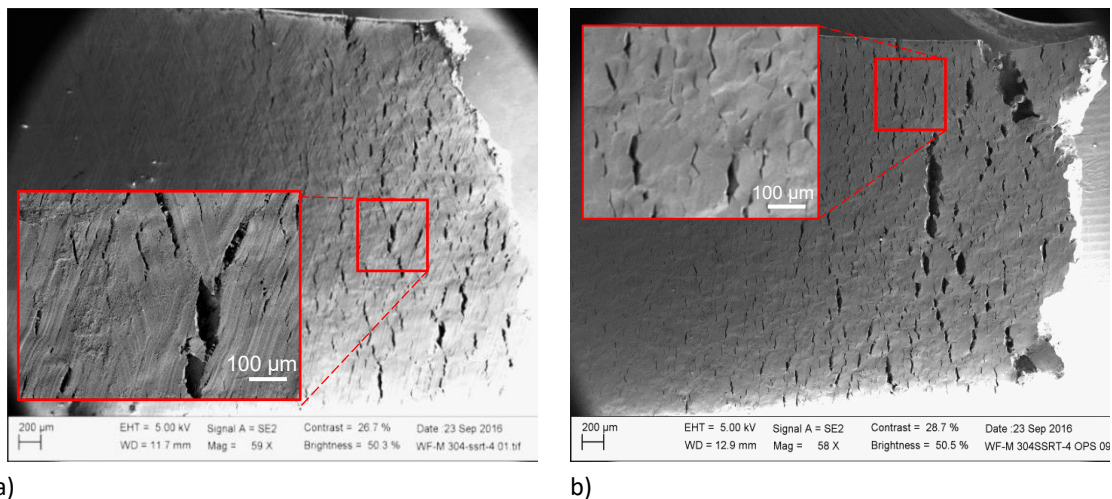 100 µm
200 µm
EHT = 5.00 kV Signal A = SE2 Contrast = 26.7 % Date :23 Sep 2016
WD = 11.7 mm Mag = 59 X Brightness = 50.3 % WF-M 304-ssrt-4 01.tif
a)
100 µm
200 µm
EHT = 5.00 kV Signal A = SE2 Contrast = 28.7 % Date :23 Sep 2016
WD = 12.9 mm Mag = 58 X Brightness = 50.5 % WF-M 304SSRT-4 OPS 09
b)